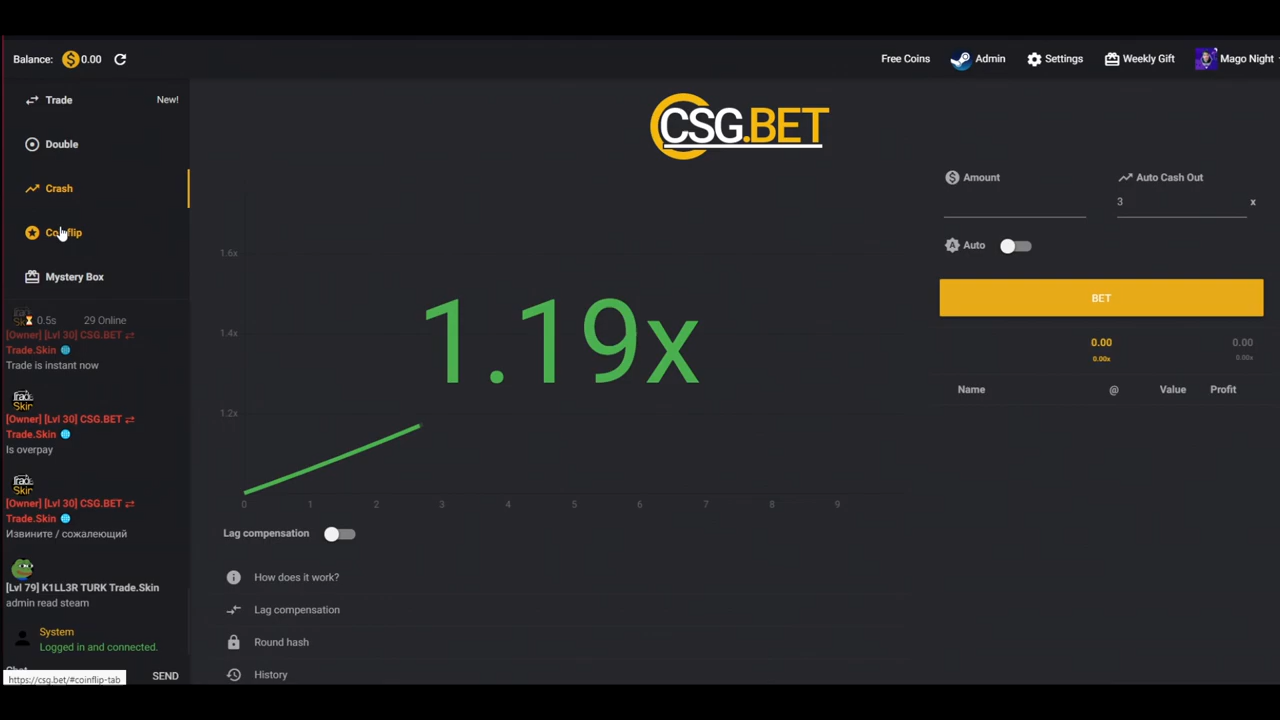 Balance: $ 0.00
Free Coins
Admin
Settings
Weekly Gift
Mago Night
Trade
New!
Double
Crash
Coinflip
Mystery Box
0.5s
29 Online
[Owner] [Lvl 30] CSG.BET ⇄
Trade.Skin
Trade is instant now
[Owner] [Lvl 30] CSG.BET ⇄
Trade.Skin
Is overpay
[Owner] [Lvl 30] CSG.BET ⇄
Trade.Skin
Извините / сожалеющий
[Lvl 79] K1LL3R TURK Trade.Skin
admin read steam
System
Logged in and connected.
SEND
https://csg.bet/#coinflip-tab
CSG.BET
1.6x
1.4x
1.2x
1.19x
0 1 2 3 4 5 6 7 8 9
Lag compensation
How does it work?
Lag compensation
Round hash
History
Amount
Auto Cash Out
3 x
Auto
BET
0.00 0.00
0.00x 0.00x
Name @ Value Profit